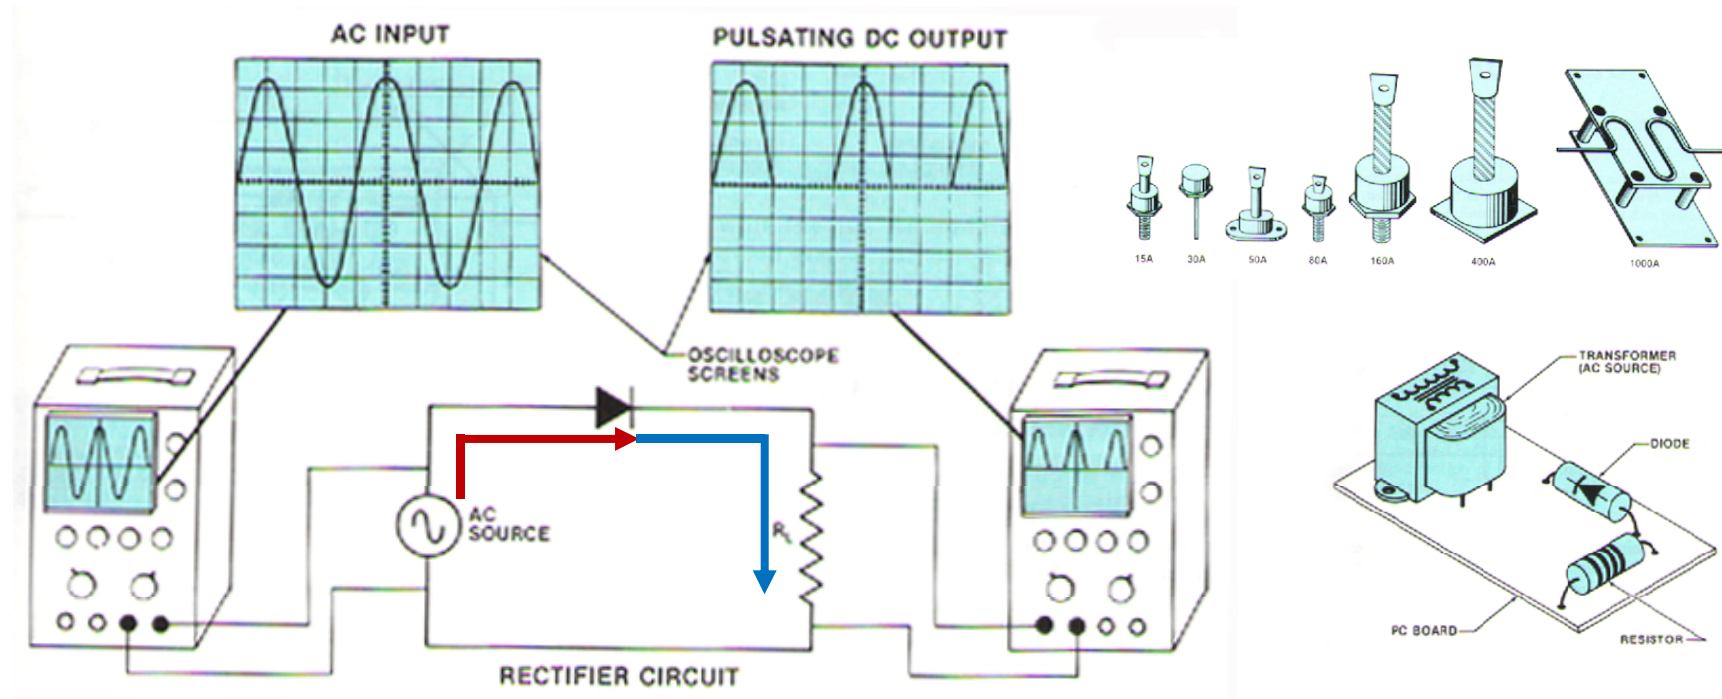 AC INPUT
PULSATING DC OUTPUT
OSCILLOSCOPE
SCREENS
AC
SOURCE
RL
RECTIFIER CIRCUIT
15A
30A
50A
80A
160A
400A
1000A
TRANSFORMER
(AC SOURCE)
DIODE
PC BOARD
RESISTOR